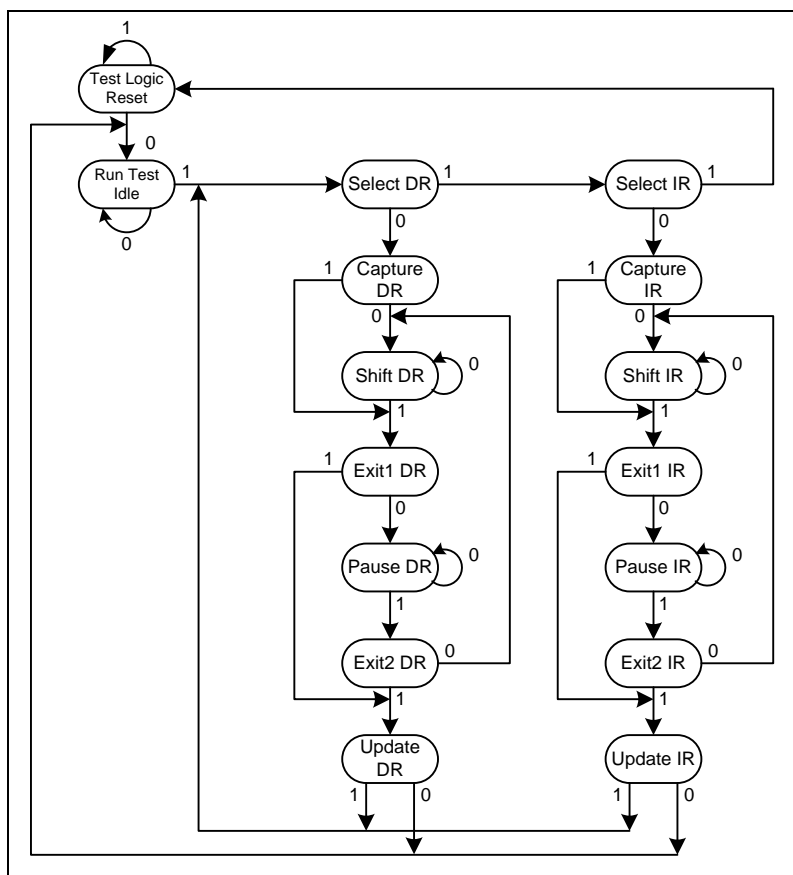 1
Test Logic
Reset
0
Run Test
Idle
1
0
Select DR
1
0
Select IR
1
0
Capture
DR
1
0
Capture
IR
1
0
Shift DR
0
1
Shift IR
0
1
Exit1 DR
1
0
Exit1 IR
1
0
Pause DR
0
1
Pause IR
0
1
Exit2 DR
0
1
Exit2 IR
0
1
Update
DR
1
0
Update IR
1
0